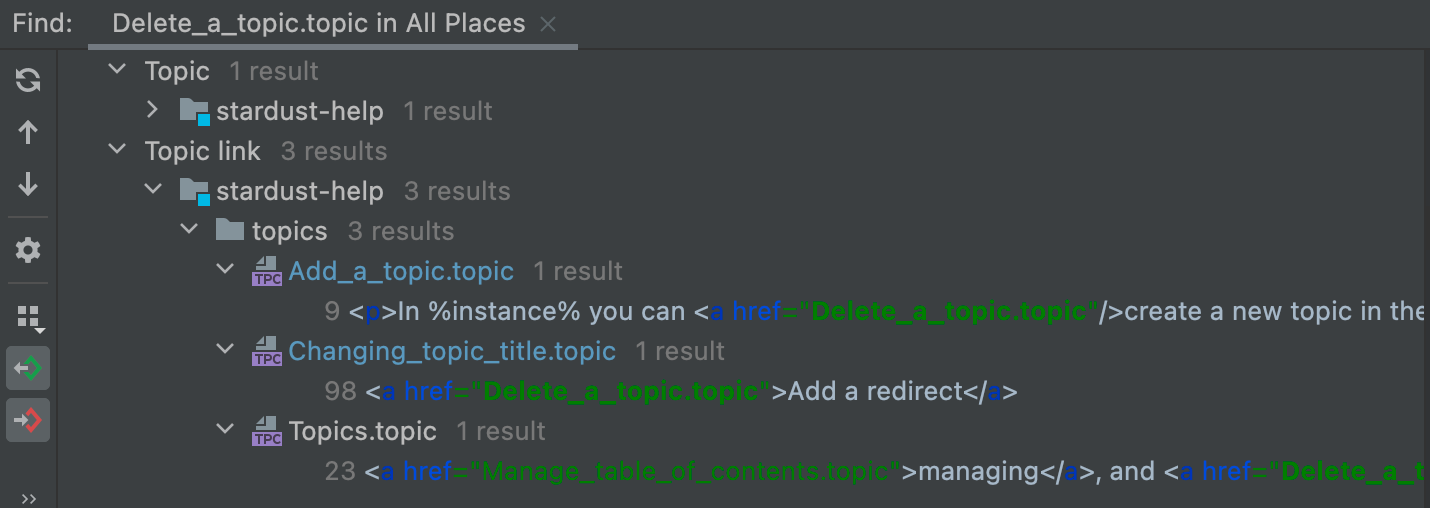 Find: Delete_a_topic.topic in All Places
Topic 1 result
stardust-help 1 result
Topic link 3 results
stardust-help 3 results
topics 3 results
TPC Add_a_topic.topic 1 result
9 <p>In %instance% you can <a href="Delete_a_topic.topic"/>create a new topic in the
TPC Changing_topic_title.topic 1 result
98 <a href="Delete_a_topic.topic">Add a redirect</a>
TPC Topics.topic 1 result
23 <a href="Manage_table_of_contents.topic">managing</a>, and <a href="Delete_a_t